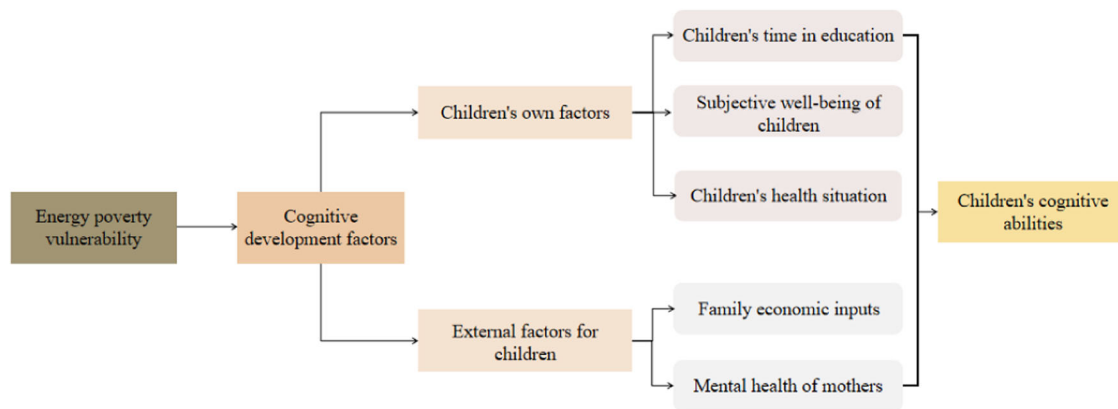 Energy poverty
vulnerability
Cognitive
development factors
Children's own factors
External factors for
children
Children's time in education
Subjective well-being of
children
Children's health situation
Family economic inputs
Mental health of mothers
Children's cognitive
abilities